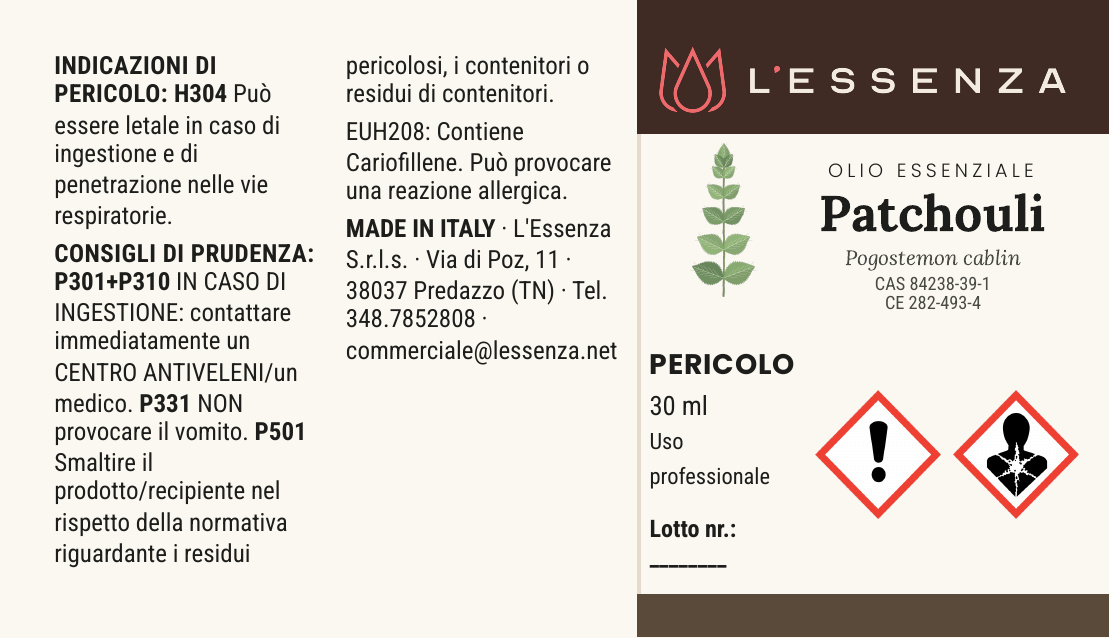 INDICAZIONI DI
PERICOLO: H304 Può
essere letale in caso di
ingestione e di
penetrazione nelle vie
respiratorie.
CONSIGLI DI PRUDENZA:
P301+P310 IN CASO DI
INGESTIONE: contattare
immediatamente un
CENTRO ANTIVELENI/un
medico. P331 NON
provocare il vomito. P501
Smaltire il
prodotto/recipiente nel
rispetto della normativa
riguardante i residui
pericolosi, i contenitori o
residui di contenitori.
EUH208: Contiene
Cariofillene. Può provocare
una reazione allergica.
MADE IN ITALY · L'Essenza
S.r.l.s. · Via di Poz, 11 ·
38037 Predazzo (TN) · Tel.
348.7852808 ·
commerciale@lessenza.net
L'ESSENZA
OLIO ESSENZIALE
Patchouli
Pogostemon cablin
CAS 84238-39-1
CE 282-493-4
PERICOLO
30 ml
Uso
professionale
Lotto nr.:
________